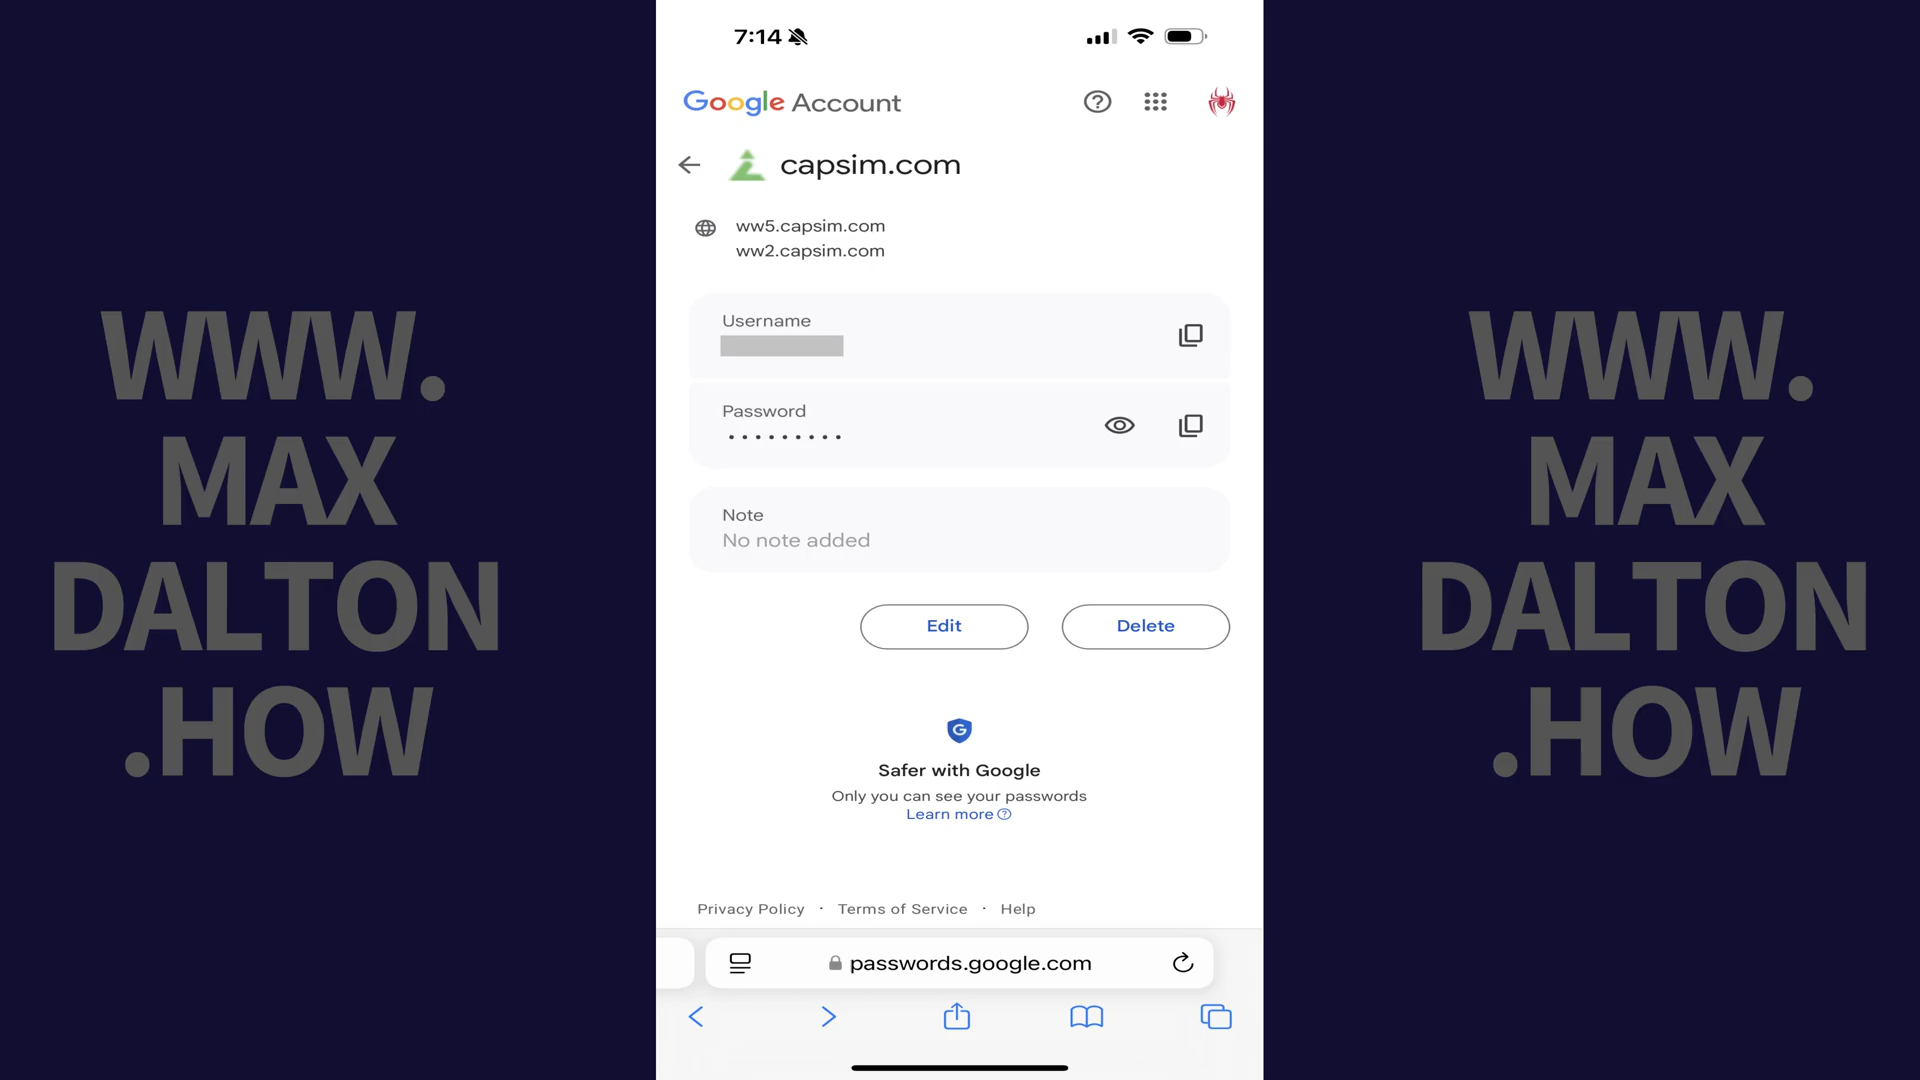 WWW.
MAX
DALTON
.HOW
7:14
Google Account
capsim.com
ww5.capsim.com
ww2.capsim.com
Username
Password
•••••••••
Note
No note added
Edit
Delete
G
Safer with Google
Only you can see your passwords
Learn more
Privacy Policy · Terms of Service · Help
passwords.google.com
WWW.
MAX
DALTON
.HOW